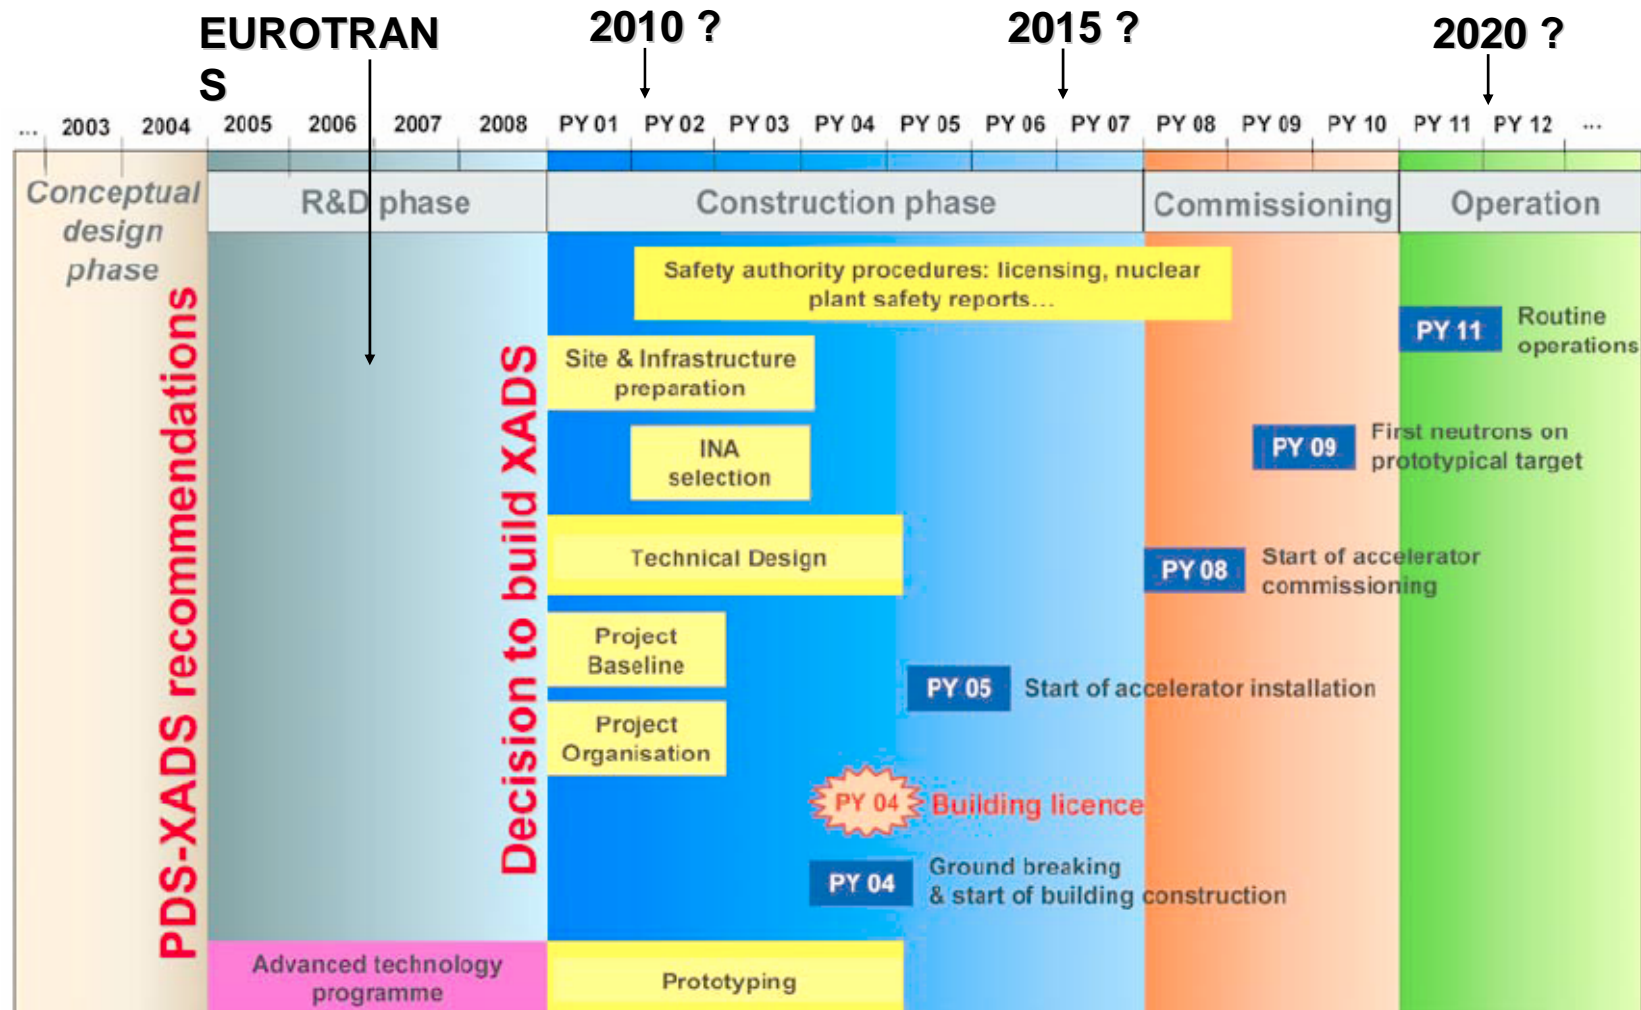 EUROTRAN
S
2010 ?
2015 ?
2020 ?
... 2003 2004 2005 2006 2007 2008 PY 01 PY 02 PY 03 PY 04 PY 05 PY 06 PY 07 PY 08 PY 09 PY 10 PY 11 PY 12 ...
Conceptual
design
phase
R&D phase
Construction phase
Commissioning
Operation
PDS-XADS recommendations
Decision to build XADS
Safety authority procedures: licensing, nuclear
plant safety reports...
Site & Infrastructure
preparation
INA
selection
Technical Design
Project
Baseline
Project
Organisation
PY 11
Routine
operations
PY 09
First neutrons on
prototypical target
PY 08
Start of accelerator
commissioning
PY 05
Start of accelerator installation
PY 04
Building licence
PY 04
Ground breaking
& start of building construction
Advanced technology
programme
Prototyping